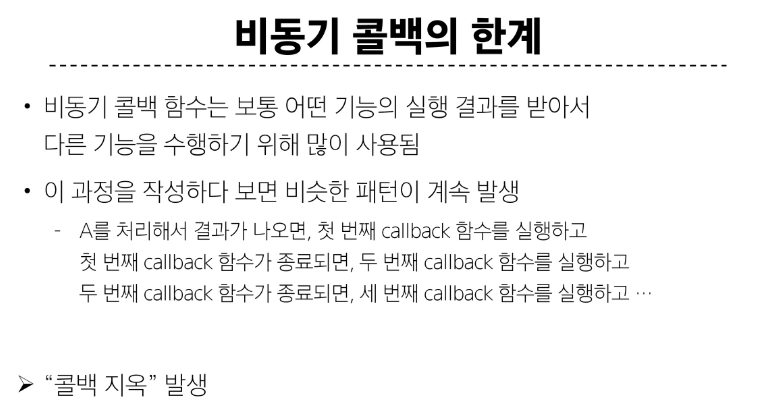 비동기 콜백의 한계
• 비동기 콜백 함수는 보통 어떤 기능의 실행 결과를 받아서
다른 기능을 수행하기 위해 많이 사용됨
• 이 과정을 작성하다 보면 비슷한 패턴이 계속 발생
- A를 처리해서 결과가 나오면, 첫 번째 callback 함수를 실행하고
첫 번째 callback 함수가 종료되면, 두 번째 callback 함수를 실행하고
두 번째 callback 함수가 종료되면, 세 번째 callback 함수를 실행하고 …
➢ “콜백 지옥” 발생